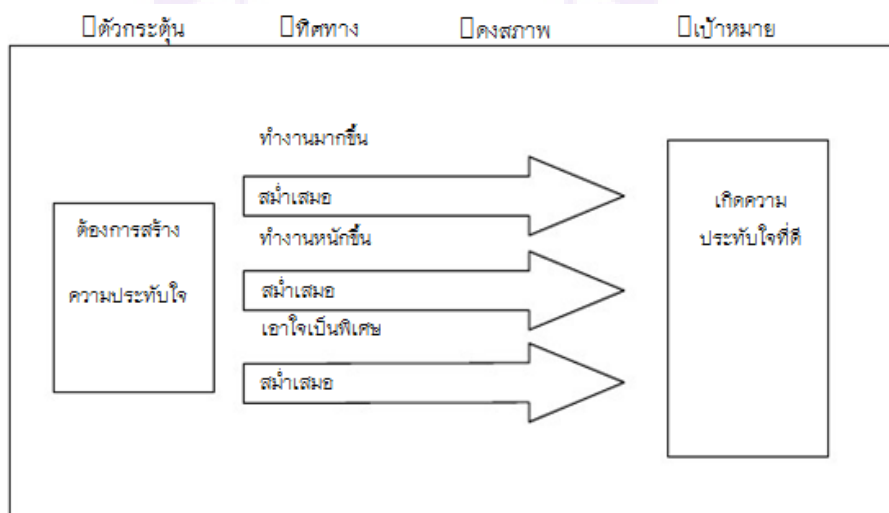 ตัวกระตุ้น ทิศทาง คงสภาพ เป้าหมาย
ทำงานมากขึ้น
สม่ำเสมอ
ทำงานหนักขึ้น
สม่ำเสมอ
เอาใจเป็นพิเศษ
สม่ำเสมอ
ต้องการสร้าง
ความประทับใจ
เกิดความ
ประทับใจที่ดี